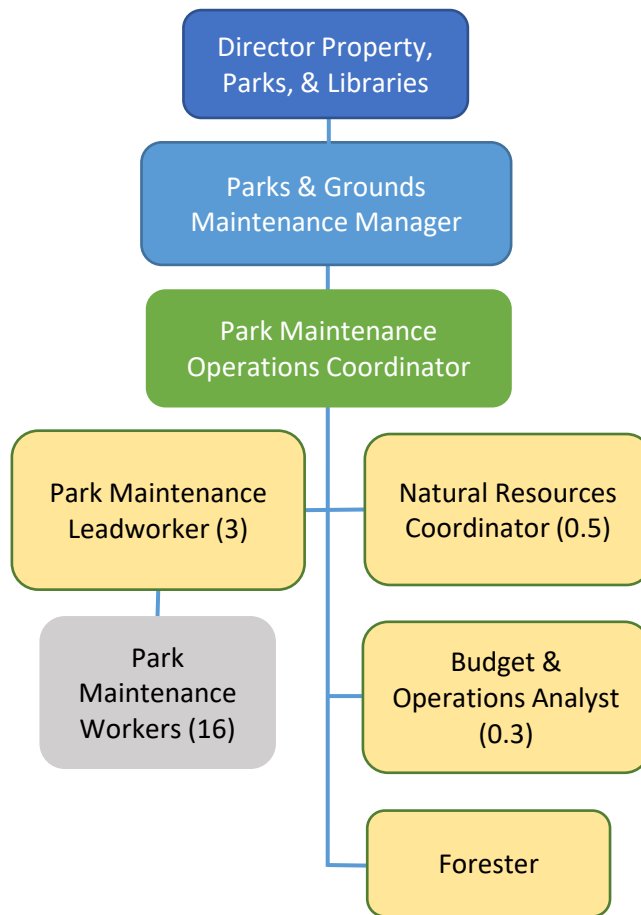 Director Property,
Parks, & Libraries
Parks & Grounds
Maintenance Manager
Park Maintenance
Operations Coordinator
Park Maintenance
Leadworker (3)
Natural Resources
Coordinator (0.5)
Park
Maintenance
Workers (16)
Budget &
Operations Analyst
(0.3)
Forester